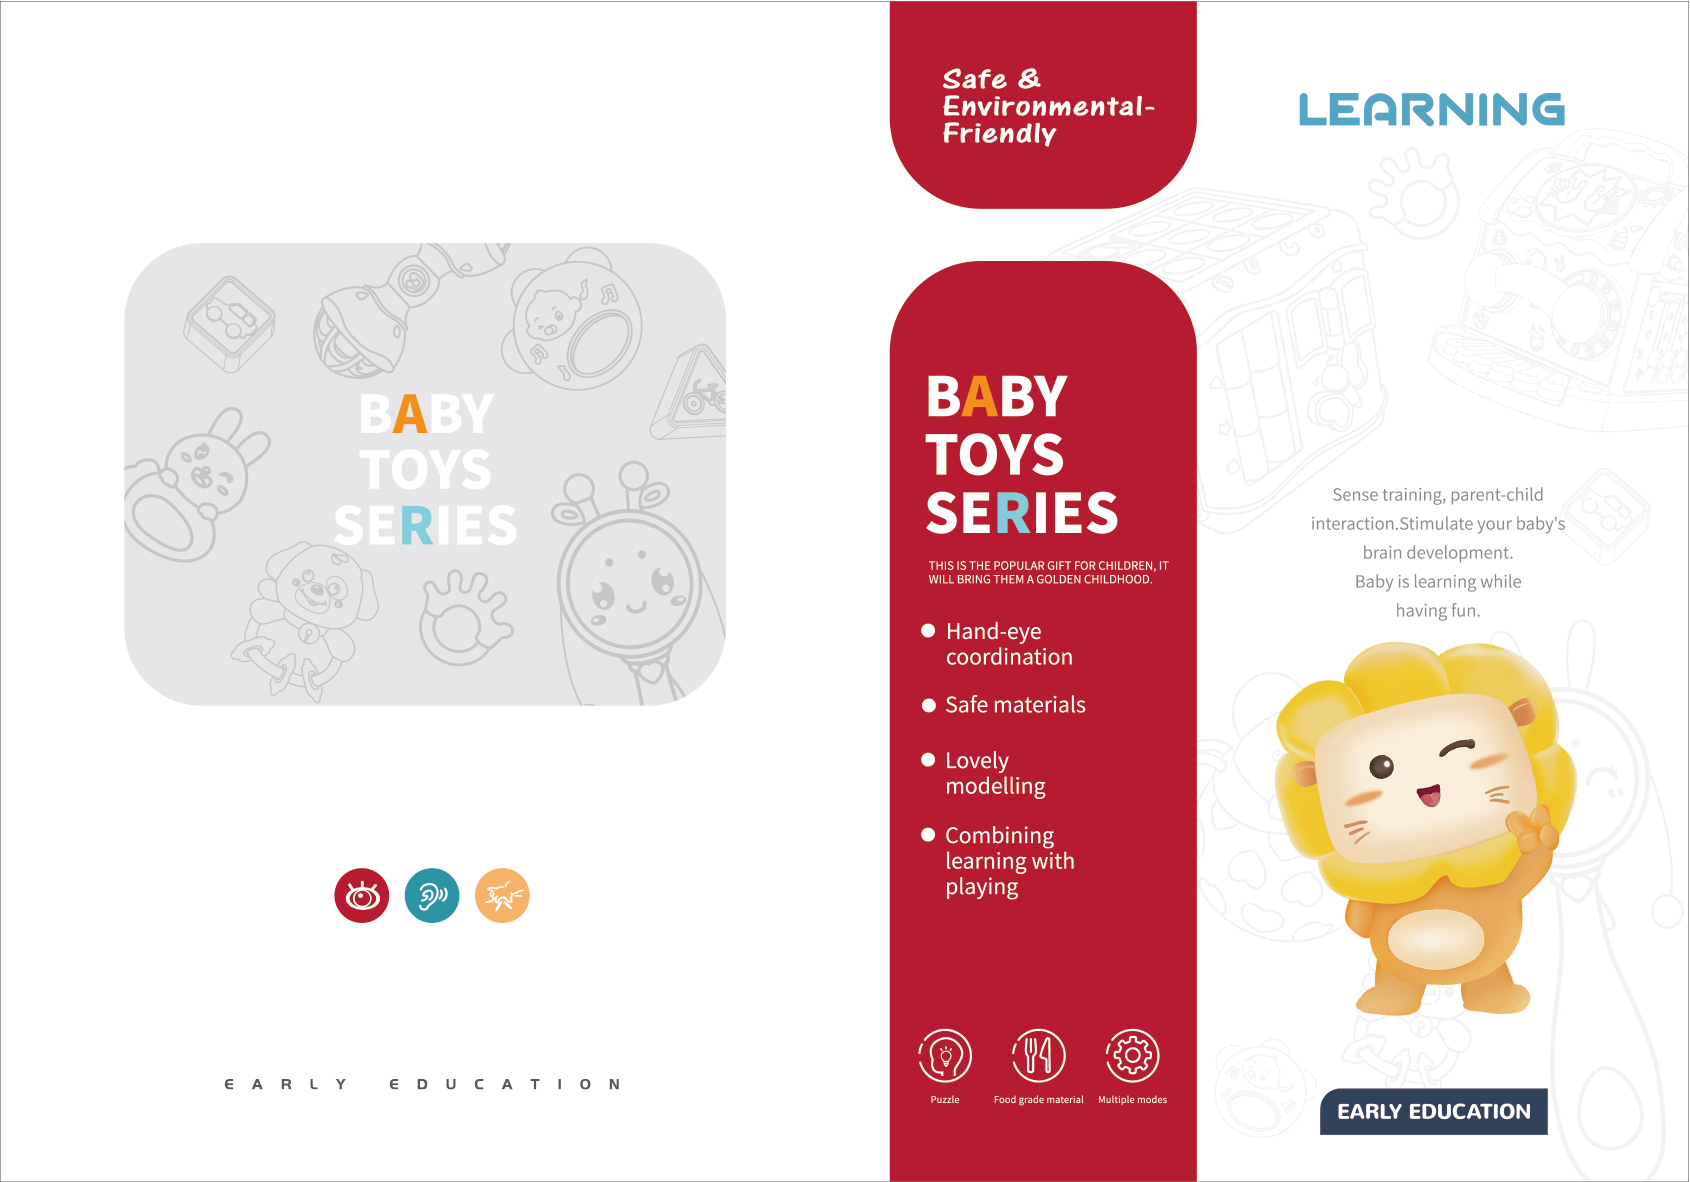 BABY
TOYS
SERIES
EARLY EDUCATION
Safe &
Environmental-
Friendly
BABY
TOYS
SERIES
THIS IS THE POPULAR GIFT FOR CHILDREN, IT
WILL BRING THEM A GOLDEN CHILDHOOD.
Hand-eye
coordination
Safe materials
Lovely
modelling
Combining
learning with
playing
Puzzle
Food grade material
Multiple modes
LEARNING
Sense training, parent-child
interaction.Stimulate your baby's
brain development.
Baby is learning while
having fun.
EARLY EDUCATION